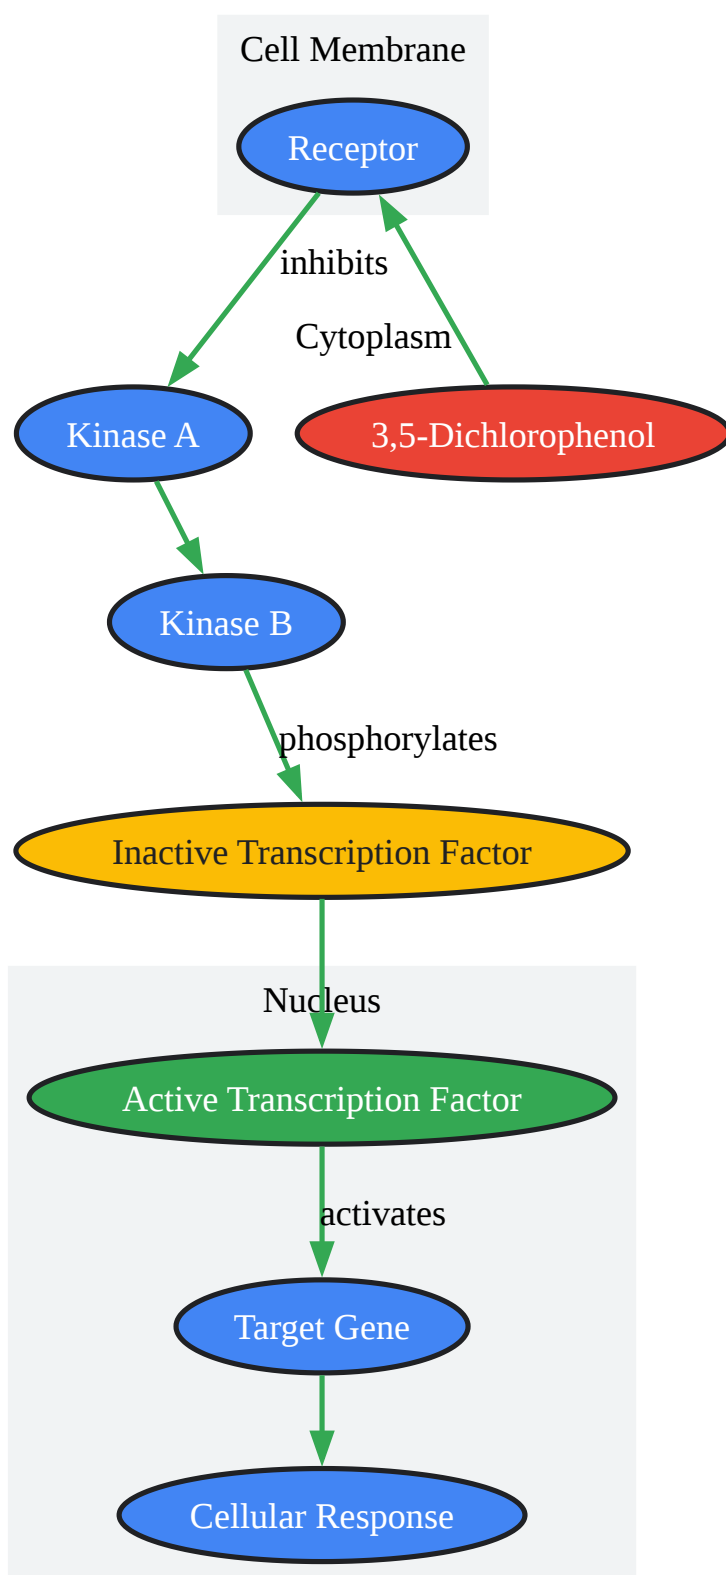 Cell Membrane
Receptor
inhibits
Cytoplasm
Kinase A
3,5-Dichlorophenol
Kinase B
phosphorylates
Inactive Transcription Factor
Nucleus
Active Transcription Factor
activates
Target Gene
Cellular Response